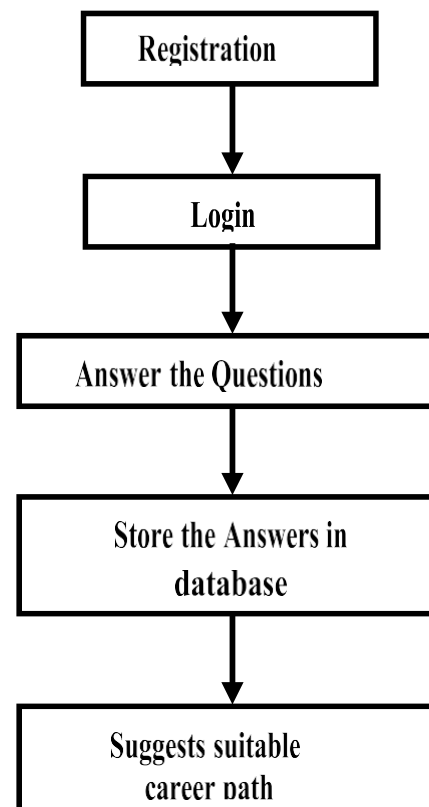 Registration
Login
Answer the Questions
Store the Answers in
database
Suggests suitable
career path